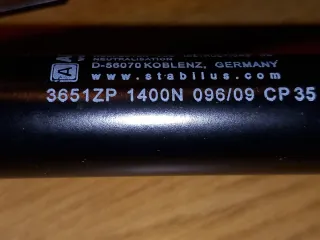 NEUTRALISATION
D-56070 KOBLENZ, GERMANY
www.stabilus.com
3651ZP 1400N 096/09 CP35